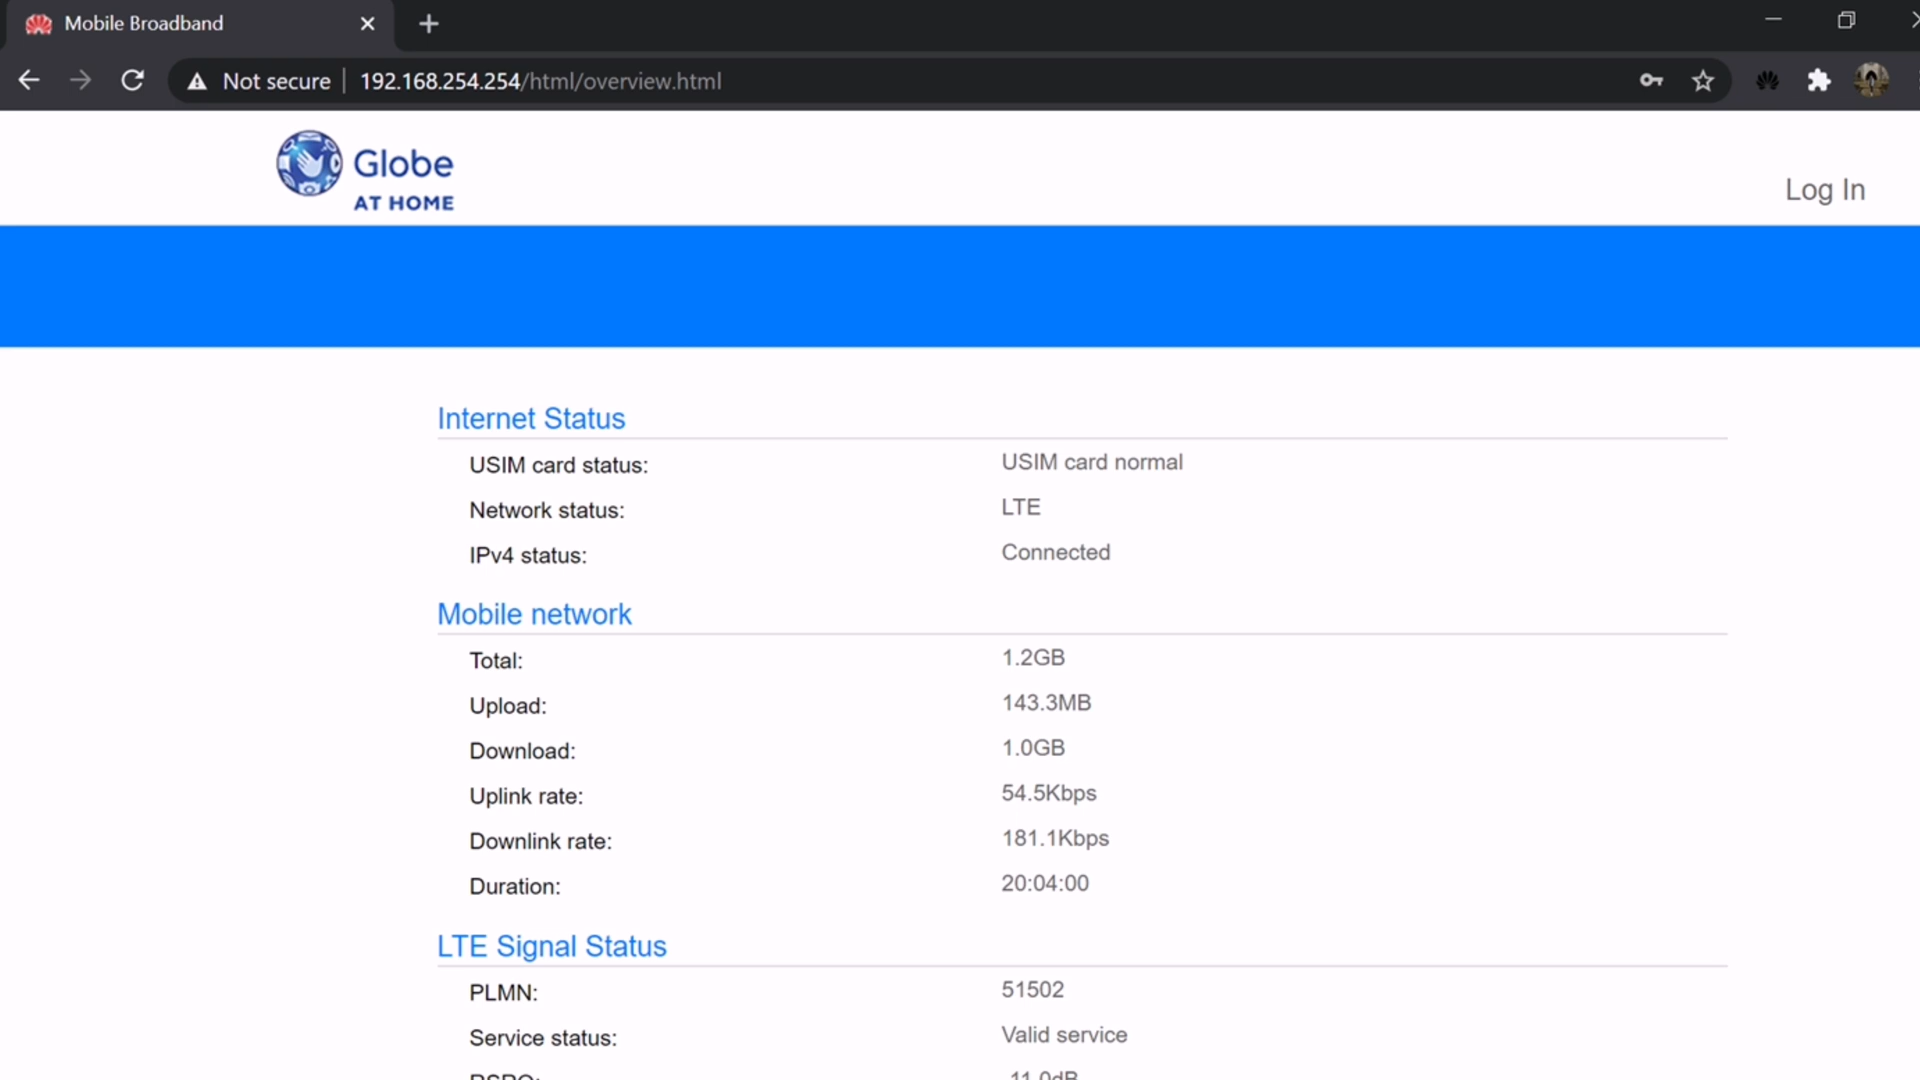 Mobile Broadband
Not secure 192.168.254.254/html/overview.html
Globe
AT HOME
Log In
Internet Status
USIM card status: USIM card normal
Network status: LTE
IPv4 status: Connected
Mobile network
Total: 1.2GB
Upload: 143.3MB
Download: 1.0GB
Uplink rate: 54.5Kbps
Downlink rate: 181.1Kbps
Duration: 20:04:00
LTE Signal Status
PLMN: 51502
Service status: Valid service
RSRQ: -11.0dB